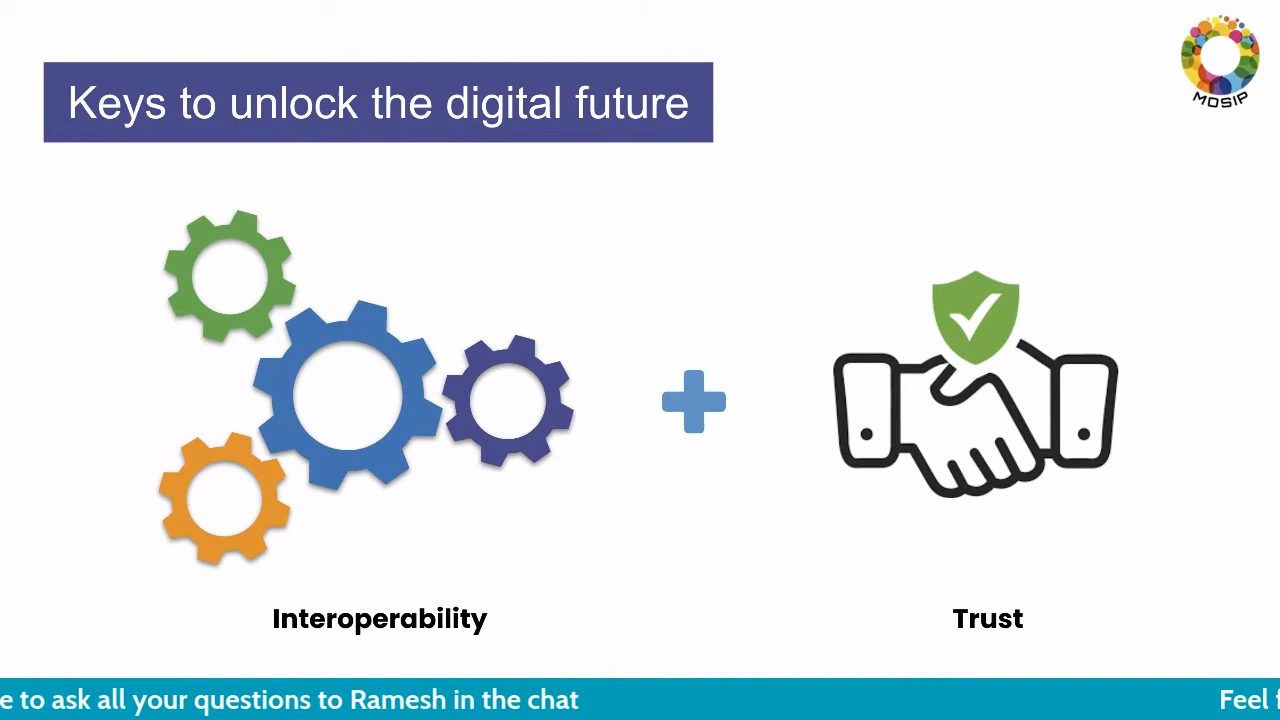 MOSIP
Keys to unlock the digital future
Interoperability
Trust
e to ask all your questions to Ramesh in the chat
Feel f